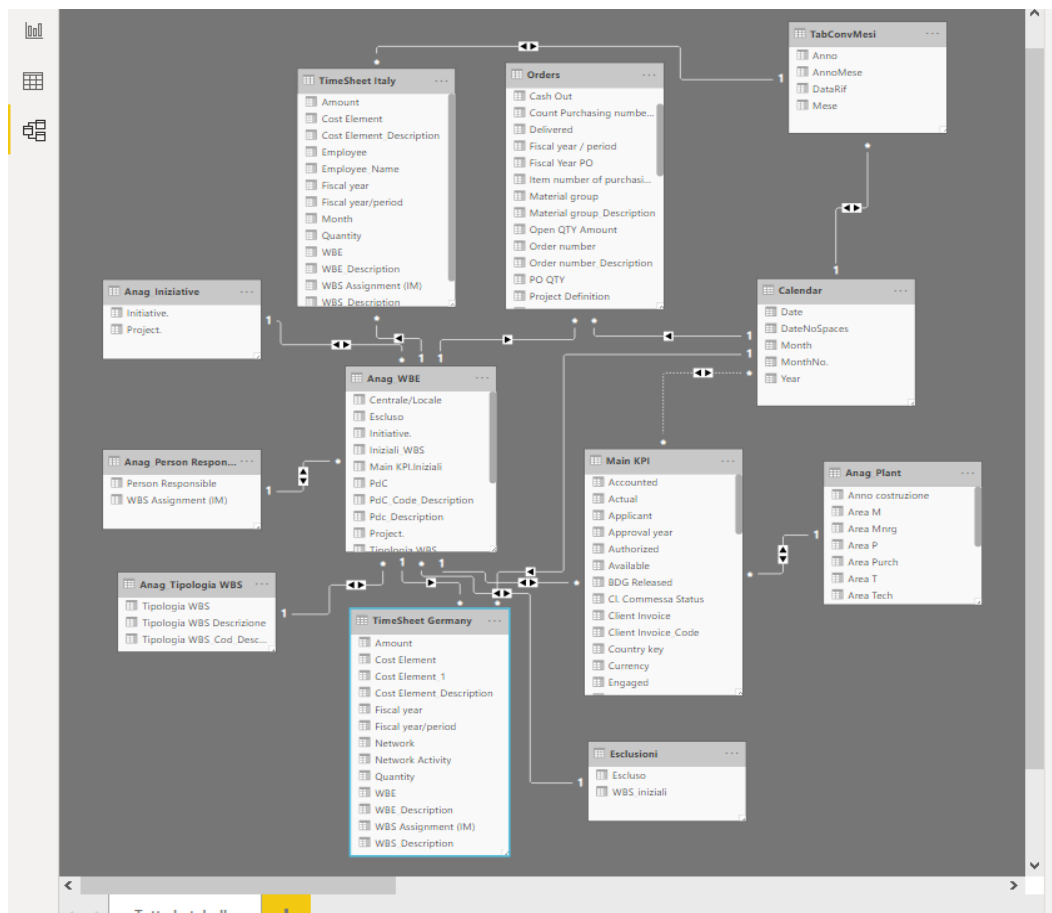 TabConvMesi
Anno
AnnoMese
DataRif
Mese
TimeSheet Italy
Amount
Cost Element
Cost Element_Description
Employee
Employee_Name
Fiscal year
Fiscal year/period
Month
Quantity
WBE
WBE_Description
WBS Assignment (IM)
WBS_Description
Orders
Cash Out
Count Purchasing numbe...
Delivered
Fiscal year / period
Fiscal Year PO
Item number of purchasi...
Material group
Material group_Description
Open QTY Amount
Order number
Order number_Description
PO QTY
Project Definition
Anag_Iniziative
Initiative.
Project.
Calendar
Date
DateNoSpaces
Month
MonthNo.
Year
Anag_WBE
Centrale/Locale
Escluso
Initiative.
Iniziali_WBS
Main KPI.Iniziali
PdC
PdC_Code_Description
Pdc_Description
Project.
Tipologia WBS
Anag_Person Respon...
Person Responsible
WBS Assignment (IM)
Main KPI
Accounted
Actual
Applicant
Approval year
Authorized
Available
BDG Released
Cl. Commessa Status
Client Invoice
Client Invoice_Code
Country key
Currency
Engaged
Anag_Plant
Anno costruzione
Area M
Area Mnrg
Area P
Area Purch
Area T
Area Tech
Anag_Tipologia WBS
Tipologia WBS
Tipologia WBS Descrizione
Tipologia WBS_Cod_Desc...
TimeSheet Germany
Amount
Cost Element
Cost Element_1
Cost Element_Description
Fiscal year
Fiscal year/period
Network
Network Activity
Quantity
WBE
WBE_Description
WBS Assignment (IM)
WBS_Description
Esclusioni
Escluso
WBS_iniziali